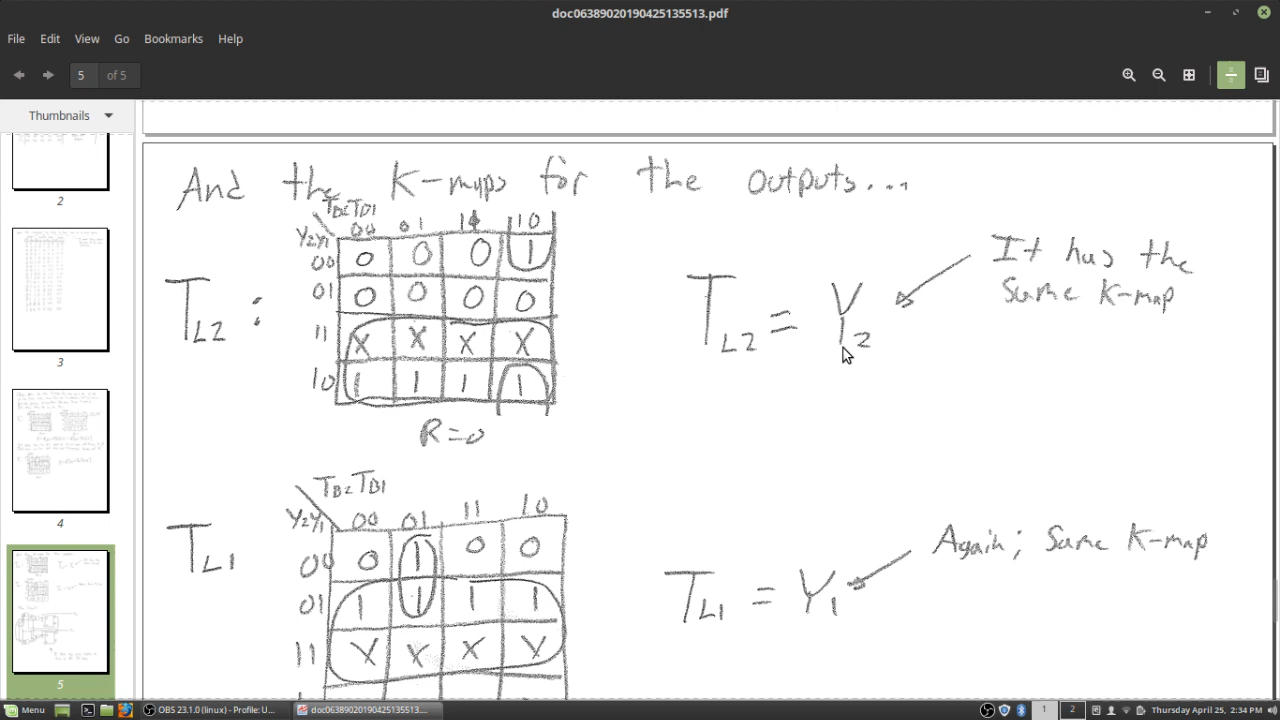 doc06389020190425135513.pdf
File Edit View Go Bookmarks Help
5 of 5
Thumbnails
2
3
4
5
And the K-maps for the outputs...
TB2TD1
Y2Y1 00 01 11 10
TL2: 00 0 0 0 1
01 0 0 0 0
11 X X X X
10 1 1 1 1
R=0
TL2 = Y2
It has the
Same K-map
TB2TD1
Y2Y1 00 01 11 10
TL1 00 0 1 0 0
01 1 1 1 1
11 X X X X
TL1 = Y1
Again; Same K-map
Menu
OBS 23.1.0 (linux) - Profile: U...
doc06389020190425135513....
1 2
Thursday April 25, 2:34 PM